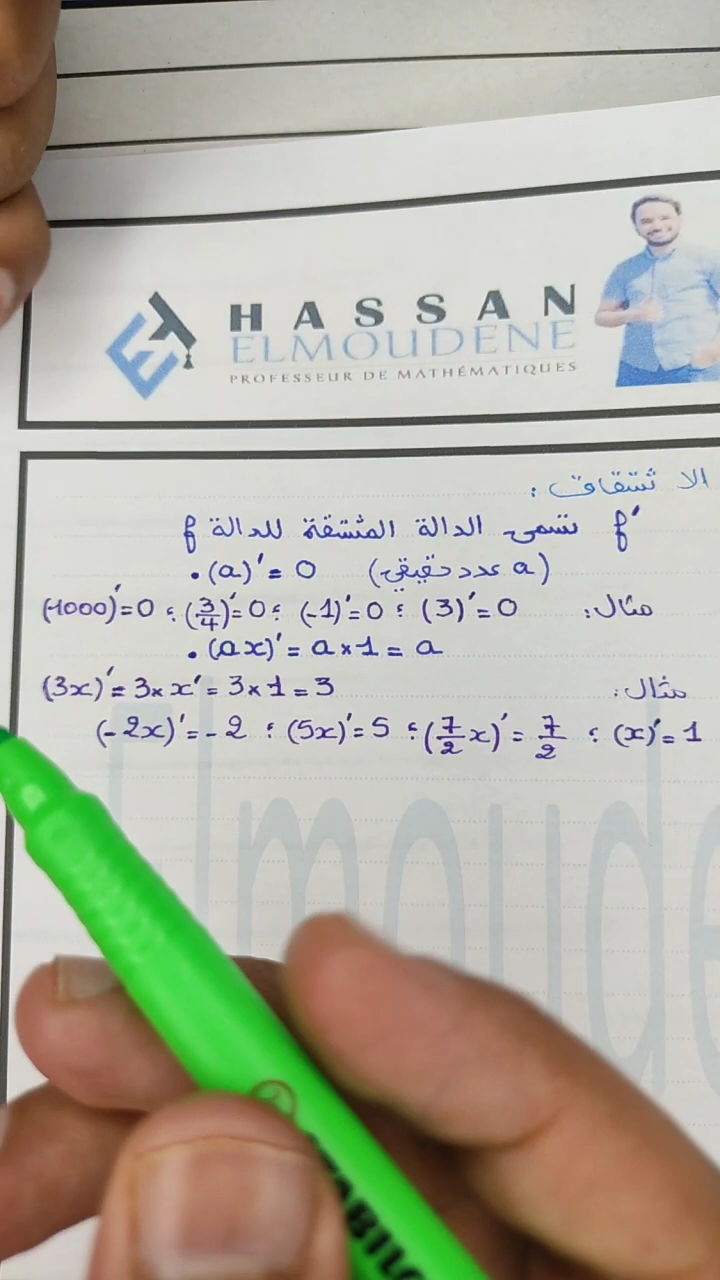 HASSAN
ELMOUDENE
PROFESSEUR DE MATHÉMATIQUES
الاشتقاق :
f' تسمى الدالة المشتقة للدالة f
• (a)' = 0 (a عدد حقيقي)
مثال: (3)'=0 ; (-1)'=0 ; (3/4)'=0 ; (-1000)'=0
• (ax)' = a×1 = a
مثال: (3x)' = 3×x' = 3×1 = 3
(x)'=1 ; (7/2 x)' = 7/2 ; (5x)'=5 ; (-2x)'=-2
Elmoude
STABILO